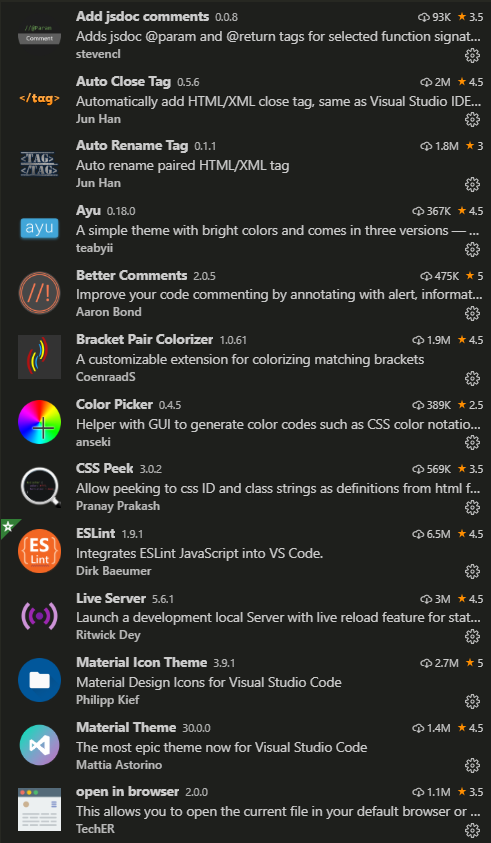 //@Param
Comment
Add jsdoc comments 0.0.8 93K ★ 3.5
Adds jsdoc @param and @return tags for selected function signat...
stevencl
</tag>
Auto Close Tag 0.5.6 2M ★ 4.5
Automatically add HTML/XML close tag, same as Visual Studio IDE...
Jun Han
<TAG>
</TAG>
Auto Rename Tag 0.1.1 1.8M ★ 3
Auto rename paired HTML/XML tag
Jun Han
ayu
Ayu 0.18.0 367K ★ 4.5
A simple theme with bright colors and comes in three versions — ...
teabyii
//!
Better Comments 2.0.5 475K ★ 5
Improve your code commenting by annotating with alert, informat...
Aaron Bond
Bracket Pair Colorizer 1.0.61 1.9M ★ 4.5
A customizable extension for colorizing matching brackets
CoenraadS
Color Picker 0.4.5 389K ★ 2.5
Helper with GUI to generate color codes such as CSS color notatio...
anseki
CSS Peek 3.0.2 569K ★ 3.5
Allow peeking to css ID and class strings as definitions from html f...
Pranay Prakash
{ES}
Lint
ESLint 1.9.1 6.5M ★ 4.5
Integrates ESLint JavaScript into VS Code.
Dirk Baeumer
Live Server 5.6.1 3M ★ 4.5
Launch a development local Server with live reload feature for stat...
Ritwick Dey
Material Icon Theme 3.9.1 2.7M ★ 5
Material Design Icons for Visual Studio Code
Philipp Kief
Material Theme 30.0.0 1.4M ★ 4.5
The most epic theme now for Visual Studio Code
Mattia Astorino
open in browser 2.0.0 1.1M ★ 3.5
This allows you to open the current file in your default browser or ...
TechER